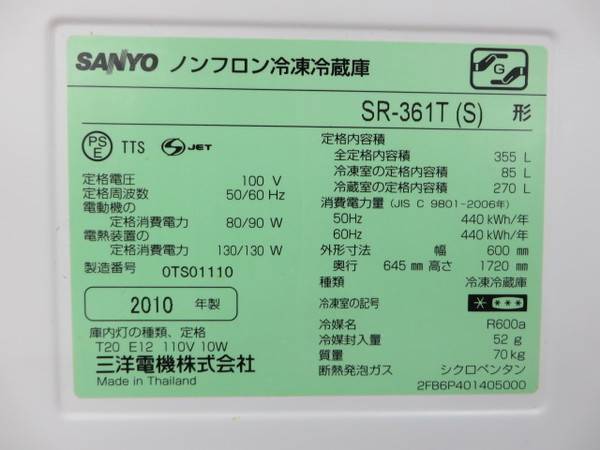 SANYO ノンフロン冷凍冷蔵庫
G
SR-361T (S) 形
PS E TTS S-JET
定格電圧 100 V
定格周波数 50/60 Hz
電動機の
定格消費電力 80/90 W
電熱装置の
定格消費電力 130/130 W
製造番号 0TS01110
2010 年製
庫内灯の種類、定格
T20 E12 110V 10W
三洋電機株式会社
Made in Thailand
定格内容積
全定格内容積 355 L
冷凍室の定格内容積 85 L
冷蔵室の定格内容積 270 L
消費電力量 (JIS C 9801-2006年)
50Hz 440 kWh/年
60Hz 440 kWh/年
外形寸法 幅 600 mm
奥行 645 mm 高さ 1720 mm
種類 冷凍冷蔵庫
冷凍室の記号
冷媒名 R600a
冷媒封入量 52 g
質量 70 kg
断熱発泡ガス シクロペンタン
2FB6P401405000